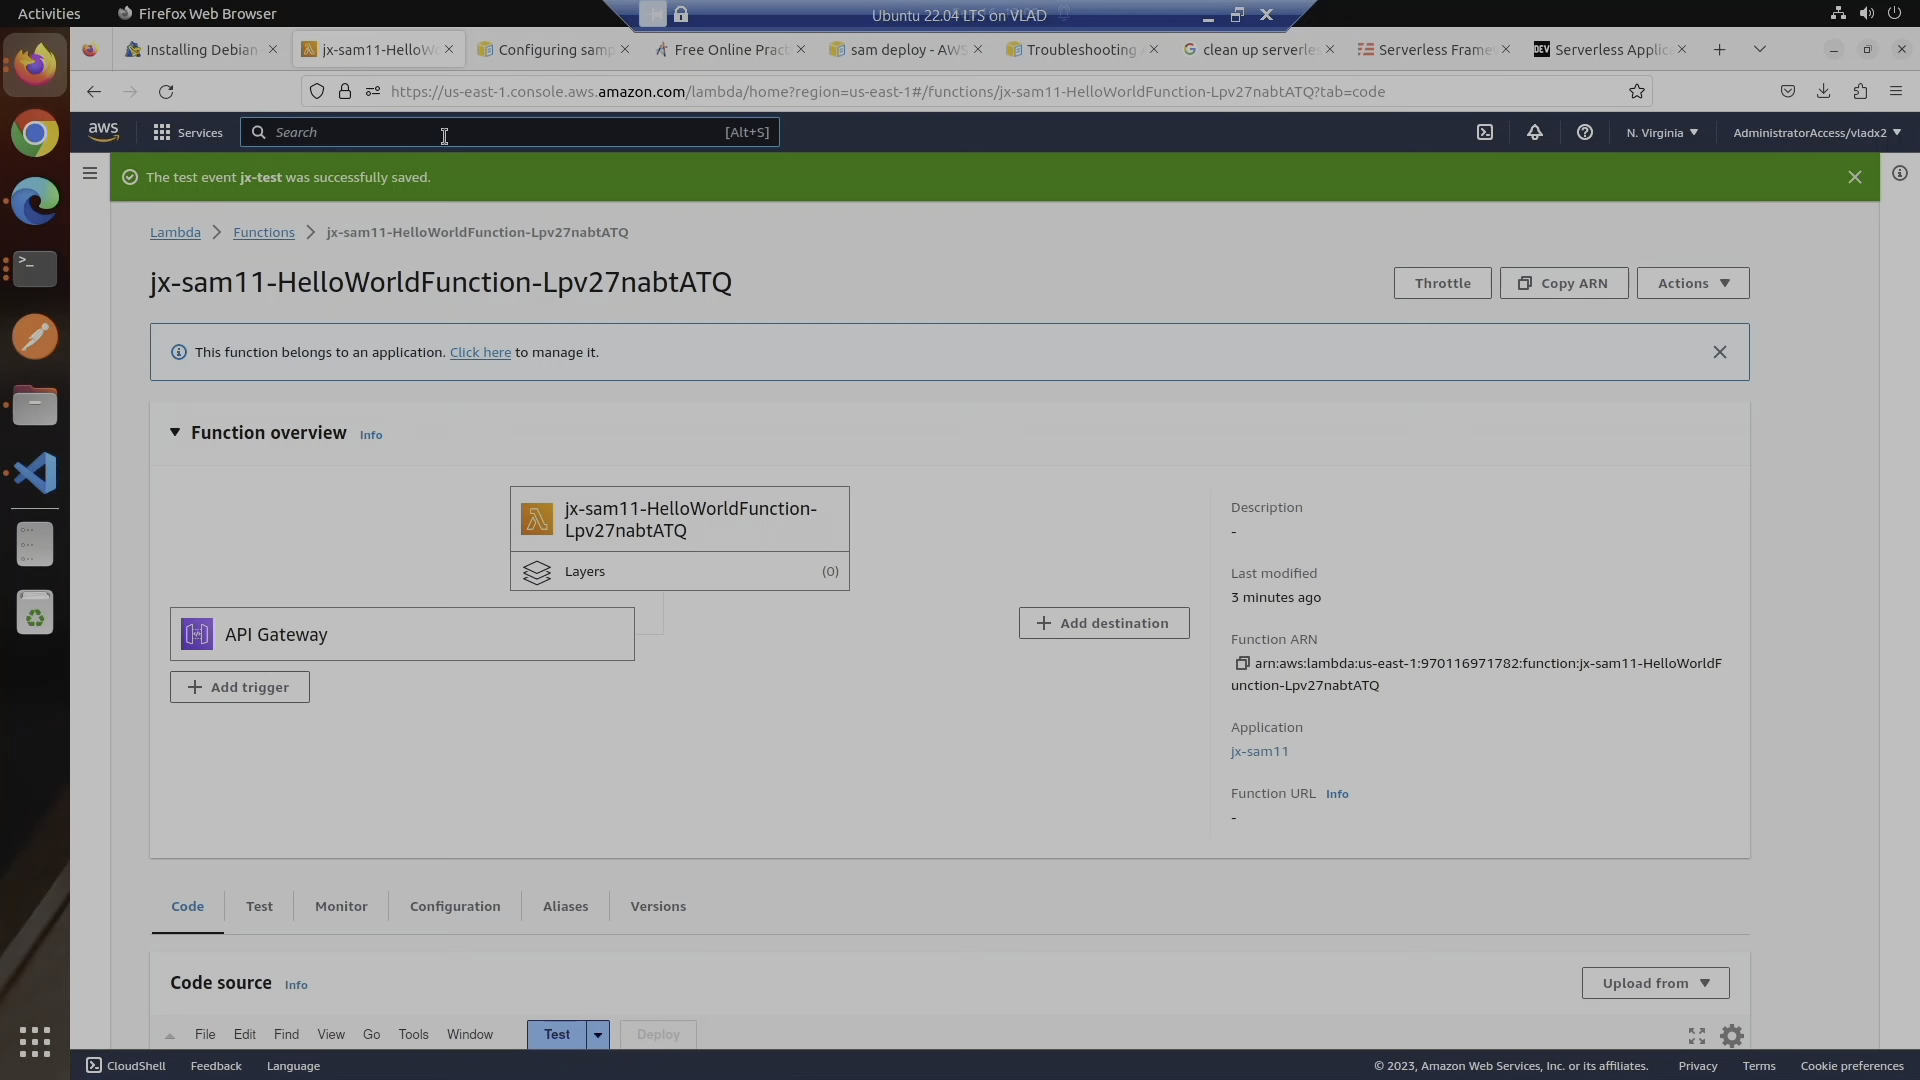 Activities
Firefox Web Browser
Ubuntu 22.04 LTS on VLAD
Installing Debian
jx-sam11-HelloWo
Configuring samp
Free Online Pract
sam deploy - AWS
Troubleshooting
clean up serverles
Serverless Frame
DEV
Serverless Applic
https://us-east-1.console.aws.amazon.com/lambda/home?region=us-east-1#/functions/jx-sam11-HelloWorldFunction-Lpv27nabtATQ?tab=code
aws
Services
Search
[Alt+S]
N. Virginia
AdministratorAccess/vladx2
The test event jx-test was successfully saved.
Lambda
Functions
jx-sam11-HelloWorldFunction-Lpv27nabtATQ
jx-sam11-HelloWorldFunction-Lpv27nabtATQ
Throttle
Copy ARN
Actions
This function belongs to an application. Click here to manage it.
Function overview Info
jx-sam11-HelloWorldFunction-
Lpv27nabtATQ
Layers
(0)
API Gateway
Add trigger
Add destination
Description
-
Last modified
3 minutes ago
Function ARN
arn:aws:lambda:us-east-1:970116971782:function:jx-sam11-HelloWorldF
unction-Lpv27nabtATQ
Application
jx-sam11
Function URL Info
-
Code
Test
Monitor
Configuration
Aliases
Versions
Code source Info
Upload from
File
Edit
Find
View
Go
Tools
Window
Test
Deploy
CloudShell
Feedback
Language
© 2023, Amazon Web Services, Inc. or its affiliates.
Privacy
Terms
Cookie preferences